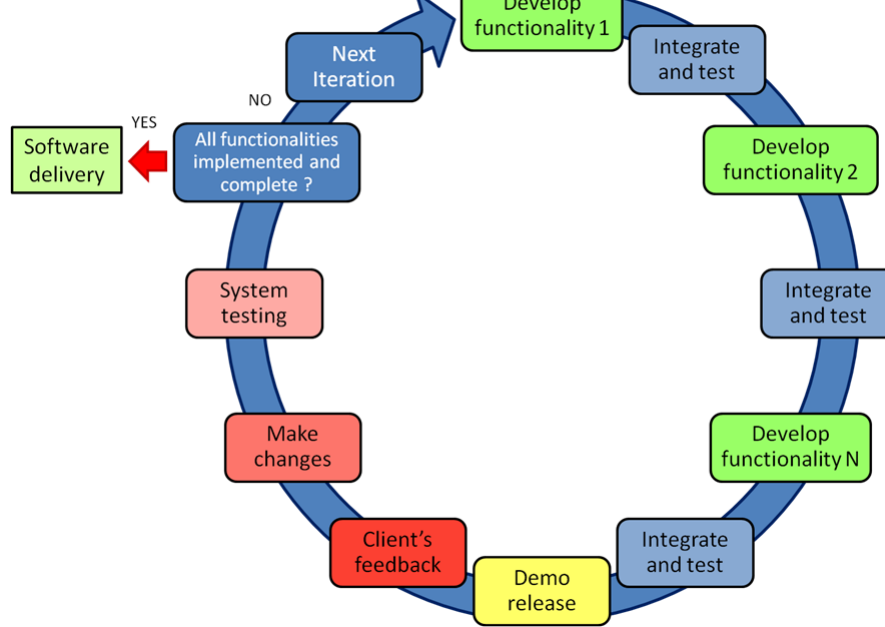 Develop
functionality 1
Integrate
and test
Develop
functionality 2
Integrate
and test
Develop
functionality N
Integrate
and test
Demo
release
Client’s
feedback
Make
changes
System
testing
All functionalities
implemented and
complete ?
YES
Software
delivery
NO
Next
Iteration